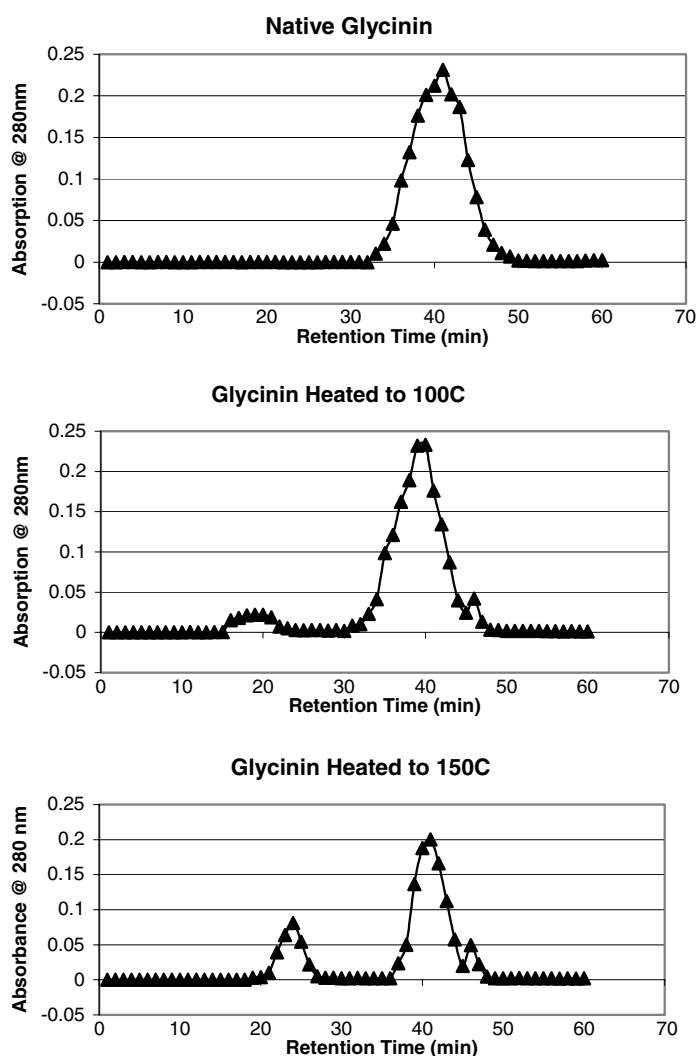 Native Glycinin
0.25
0.2
0.15
0.1
0.05
0
-0.05
Absorption @ 280nm
0 10 20 30 40 50 60 70
Retention Time (min)
Glycinin Heated to 100C
0.25
0.2
0.15
0.1
0.05
0
-0.05
Absorption @ 280nm
0 10 20 30 40 50 60 70
Retention Time (min)
Glycinin Heated to 150C
0.25
0.2
0.15
0.1
0.05
0
-0.05
Absorbance @ 280 nm
0 10 20 30 40 50 60 70
Retention Time (min)